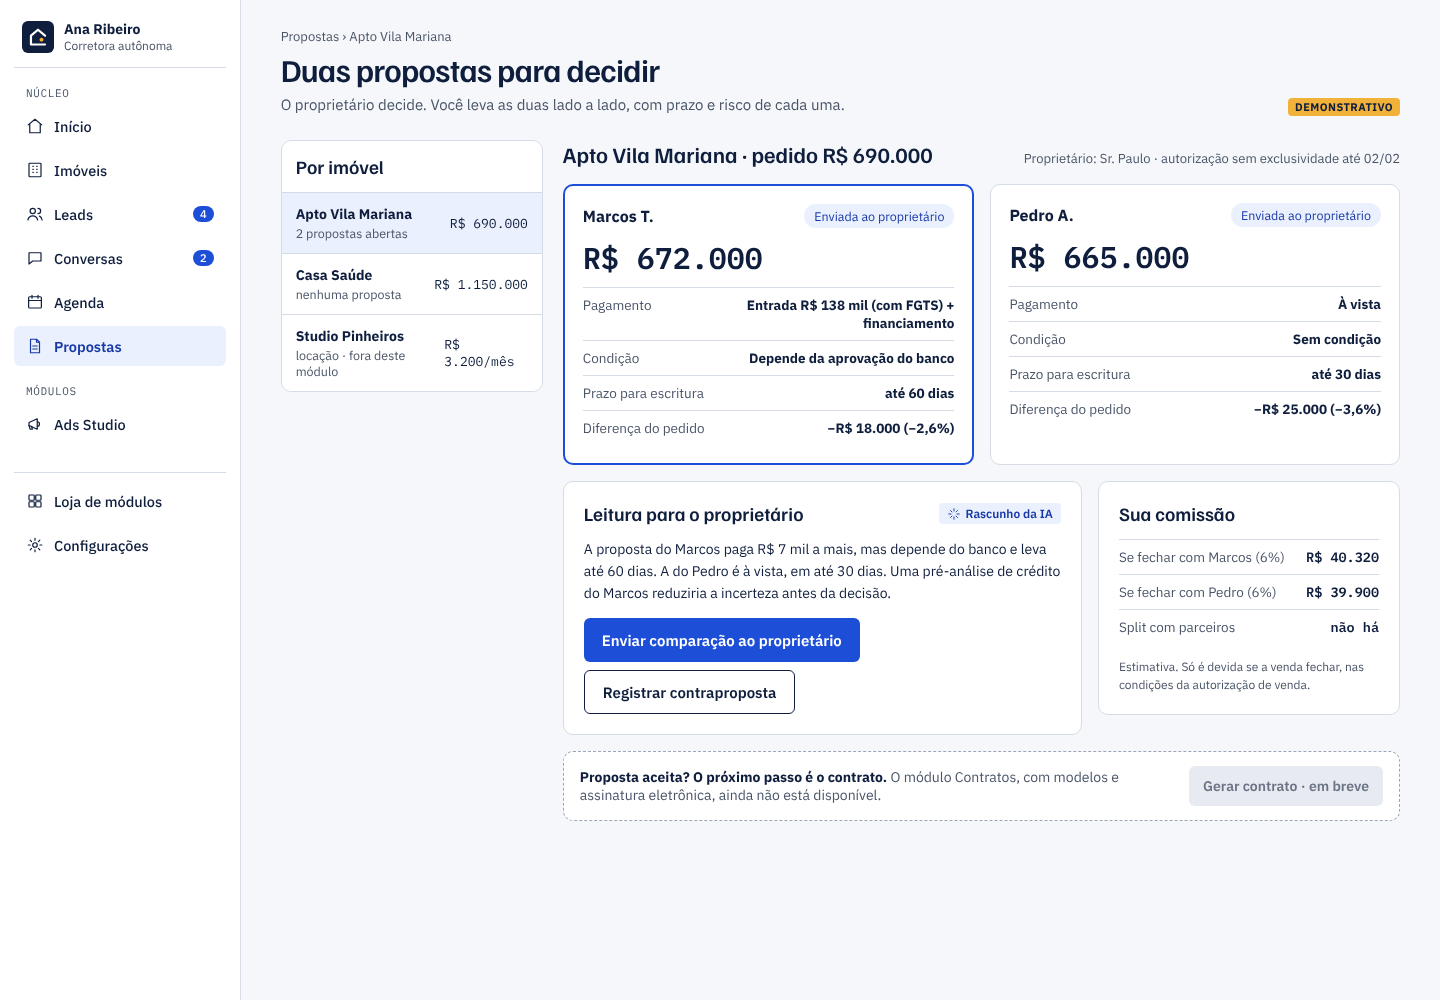 Ana Ribeiro
Corretora autônoma
NÚCLEO
Início
Imóveis
Leads 4
Conversas 2
Agenda
Propostas
MÓDULOS
Ads Studio
Loja de módulos
Configurações
Propostas › Apto Vila Mariana
Duas propostas para decidir
O proprietário decide. Você leva as duas lado a lado, com prazo e risco de cada uma.
DEMONSTRATIVO
Por imóvel
Apto Vila Mariana
2 propostas abertas
R$ 690.000
Casa Saúde
nenhuma proposta
R$ 1.150.000
Studio Pinheiros
locação · fora deste
módulo
R$
3.200/mês
Apto Vila Mariana · pedido R$ 690.000
Proprietário: Sr. Paulo · autorização sem exclusividade até 02/02
Marcos T.
Enviada ao proprietário
R$ 672.000
Pagamento
Entrada R$ 138 mil (com FGTS) +
financiamento
Condição
Depende da aprovação do banco
Prazo para escritura
até 60 dias
Diferença do pedido
−R$ 18.000 (−2,6%)
Pedro A.
Enviada ao proprietário
R$ 665.000
Pagamento
À vista
Condição
Sem condição
Prazo para escritura
até 30 dias
Diferença do pedido
−R$ 25.000 (−3,6%)
Leitura para o proprietário
Rascunho da IA
A proposta do Marcos paga R$ 7 mil a mais, mas depende do banco e leva
até 60 dias. A do Pedro é à vista, em até 30 dias. Uma pré-análise de crédito
do Marcos reduziria a incerteza antes da decisão.
Enviar comparação ao proprietário
Registrar contraproposta
Sua comissão
Se fechar com Marcos (6%)
R$ 40.320
Se fechar com Pedro (6%)
R$ 39.900
Split com parceiros
não há
Estimativa. Só é devida se a venda fechar, nas
condições da autorização de venda.
Proposta aceita? O próximo passo é o contrato. O módulo Contratos, com modelos e
assinatura eletrônica, ainda não está disponível.
Gerar contrato · em breve